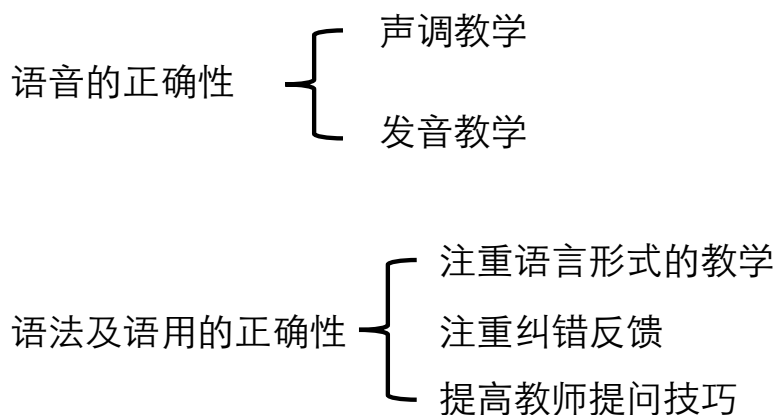 声调教学
语音的正确性
发音教学
注重语言形式的教学
语法及语用的正确性
注重纠错反馈
提高教师提问技巧